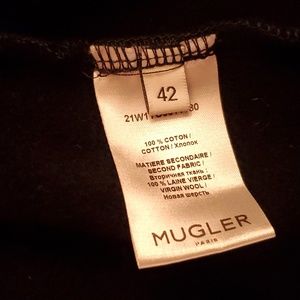 42
100 % COTON /
COTTON / Хлопок
MATIERE SECONDAIRE /
SECOND FABRIC /
Вторичная ткань :
100 % LAINE VIERGE /
VIRGIN WOOL /
Новая шерсть
MUGLER
PARIS